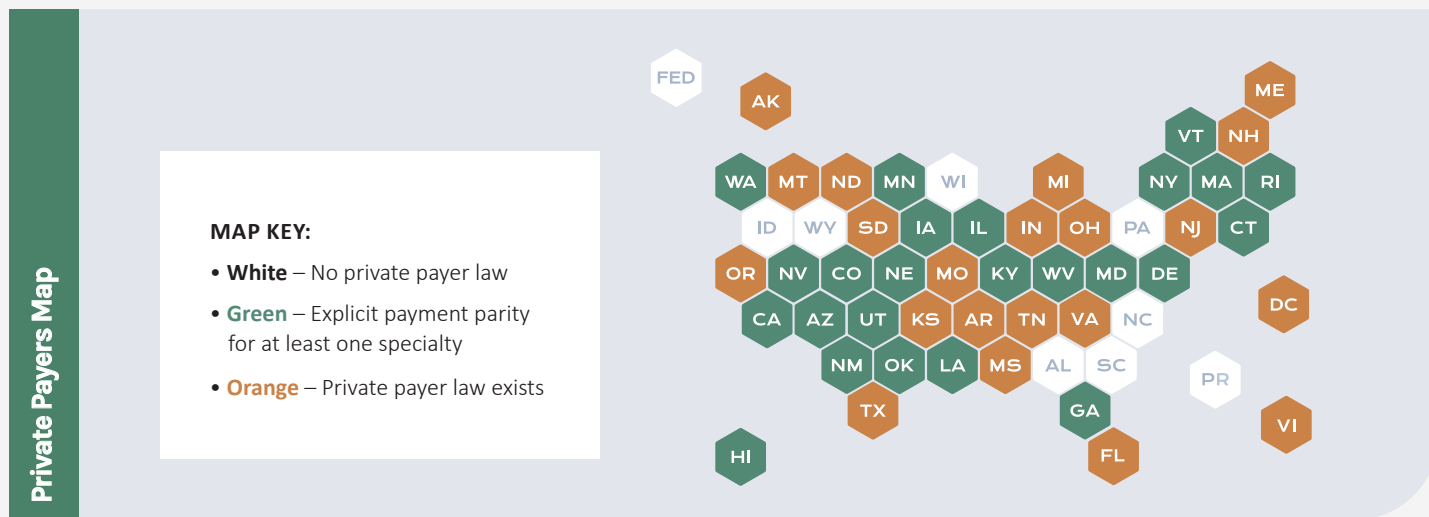 Private Payers Map
MAP KEY:
• White – No private payer law
• Green – Explicit payment parity
for at least one specialty
• Orange – Private payer law exists
FED
AK
ME
VT NH
WA MT ND MN WI MI NY MA RI
ID WY SD IA IL IN OH PA NJ CT
OR NV CO NE MO KY WV MD DE
DC
CA AZ UT KS AR TN VA NC
NM OK LA MS AL SC
PR
TX GA
VI
HI FL